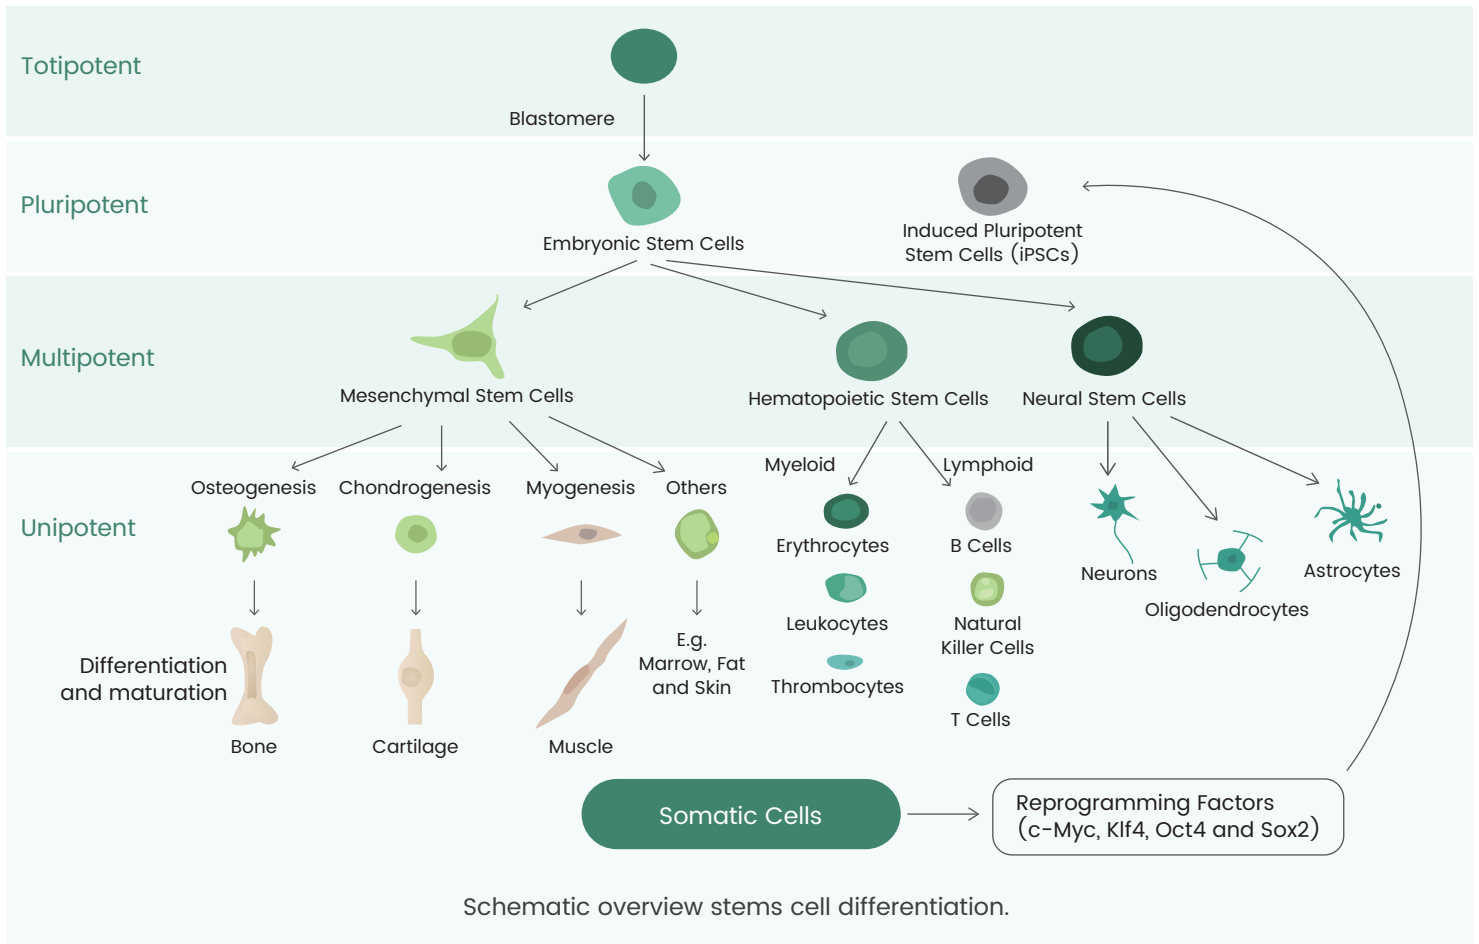 Totipotent
Blastomere
Pluripotent
Embryonic Stem Cells
Induced Pluripotent
Stem Cells (iPSCs)
Multipotent
Mesenchymal Stem Cells
Hematopoietic Stem Cells
Neural Stem Cells
Unipotent
Osteogenesis
Chondrogenesis
Myogenesis
Others
Myeloid
Lymphoid
Erythrocytes
B Cells
Leukocytes
Natural
Killer Cells
Thrombocytes
T Cells
Neurons
Oligodendrocytes
Astrocytes
Differentiation
and maturation
E.g.
Marrow, Fat
and Skin
Bone
Cartilage
Muscle
Somatic Cells
Reprogramming Factors
(c-Myc, Klf4, Oct4 and Sox2)
Schematic overview stems cell differentiation.